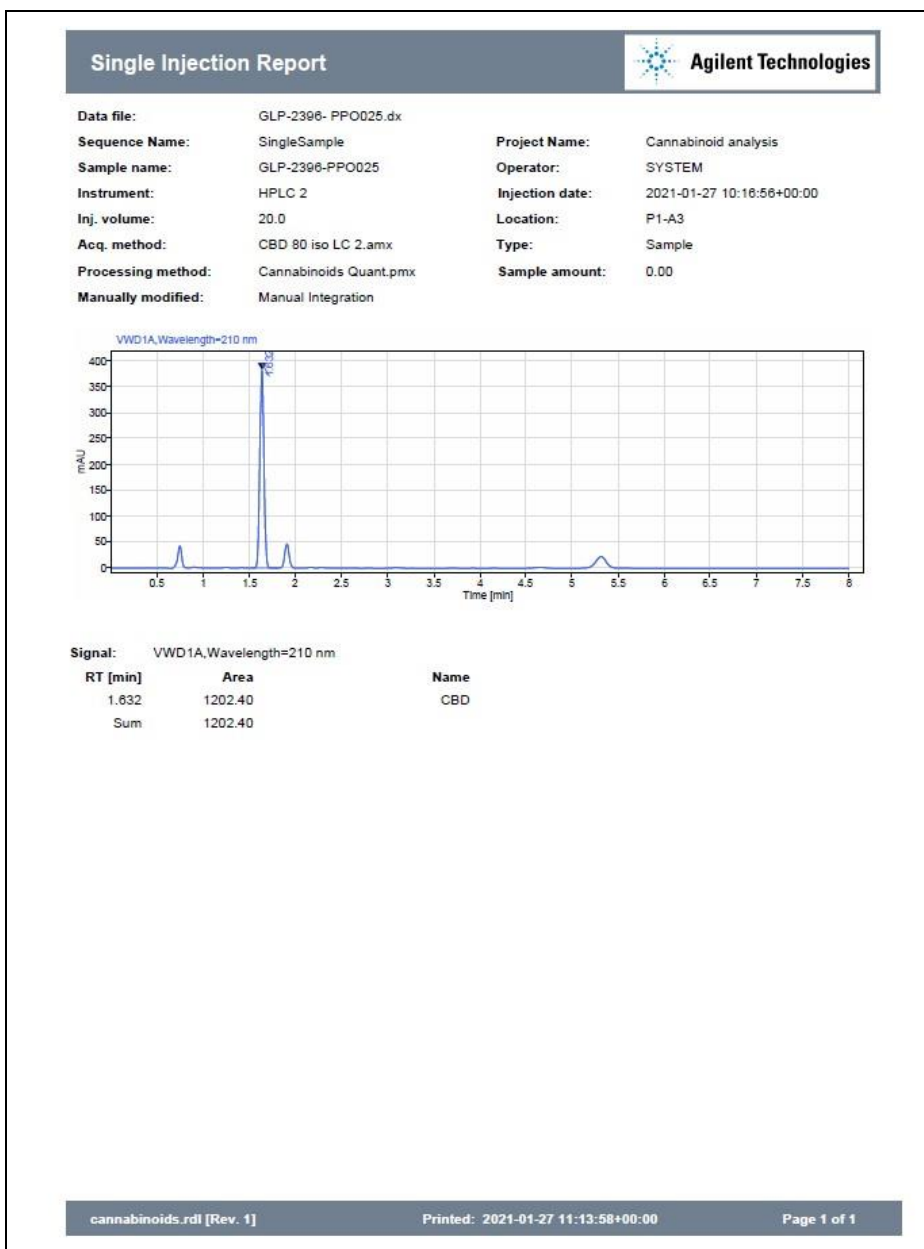 Single Injection Report
Agilent Technologies
Data file: GLP-2396- PPO025.dx
Sequence Name: SingleSample Project Name: Cannabinoid analysis
Sample name: GLP-2396-PPO025 Operator: SYSTEM
Instrument: HPLC 2 Injection date: 2021-01-27 10:16:56+00:00
Inj. volume: 20.0 Location: P1-A3
Acq. method: CBD 80 iso LC 2.amx Type: Sample
Processing method: Cannabinoids Quant.pmx Sample amount: 0.00
Manually modified: Manual Integration
VWD1A,Wavelength=210 nm
1.632
400
350
300
250
200
150
100
50
0
mAU
0.5 1 1.5 2 2.5 3 3.5 4 4.5 5 5.5 6 6.5 7 7.5 8
Time [min]
Signal: VWD1A,Wavelength=210 nm
RT [min] Area Name
1.632 1202.40 CBD
Sum 1202.40
cannabinoids.rdl [Rev. 1] Printed: 2021-01-27 11:13:58+00:00 Page 1 of 1